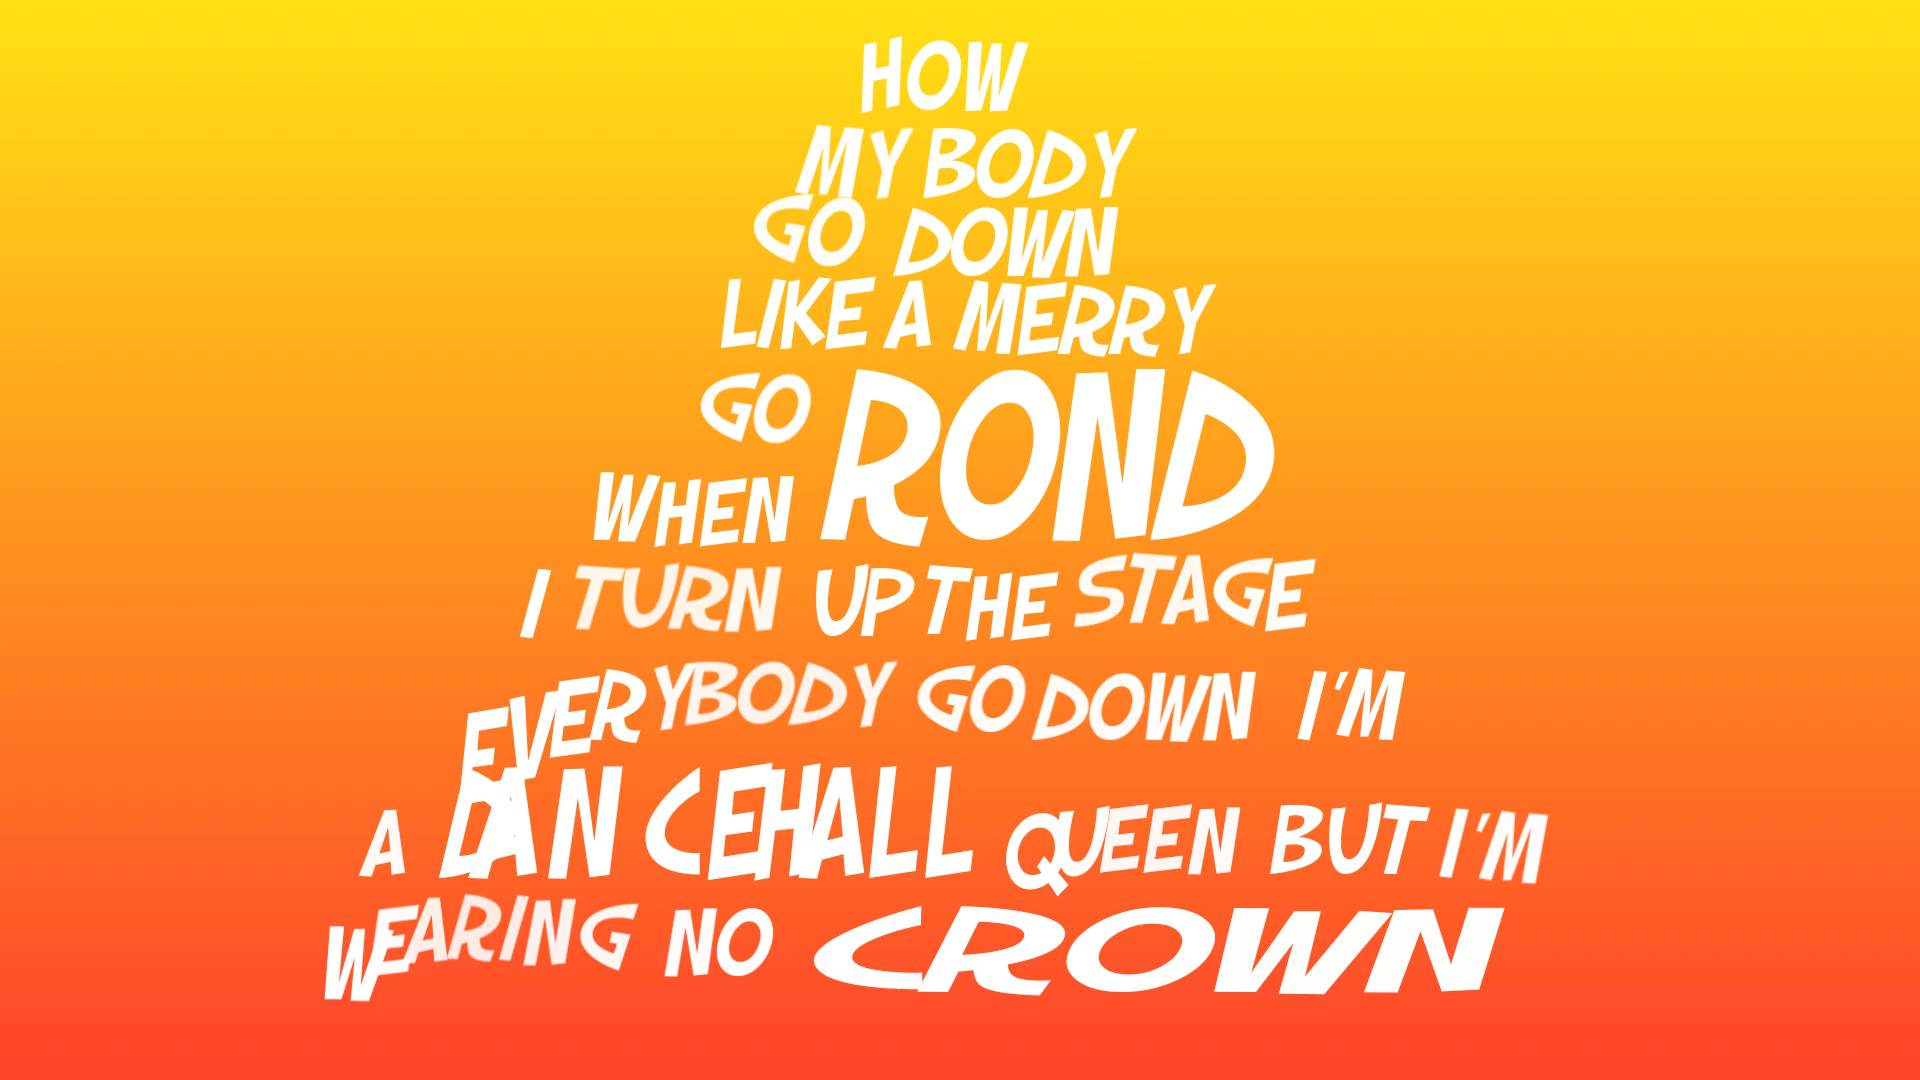 HOW
MY BODY
GO DOWN
LIKE A MERRY
GO ROND
WHEN
I TURN UP THE STAGE
EVERYBODY GO DOWN I'M
A DAN CEHALL QUEEN BUT I'M
WEARING NO CROWN